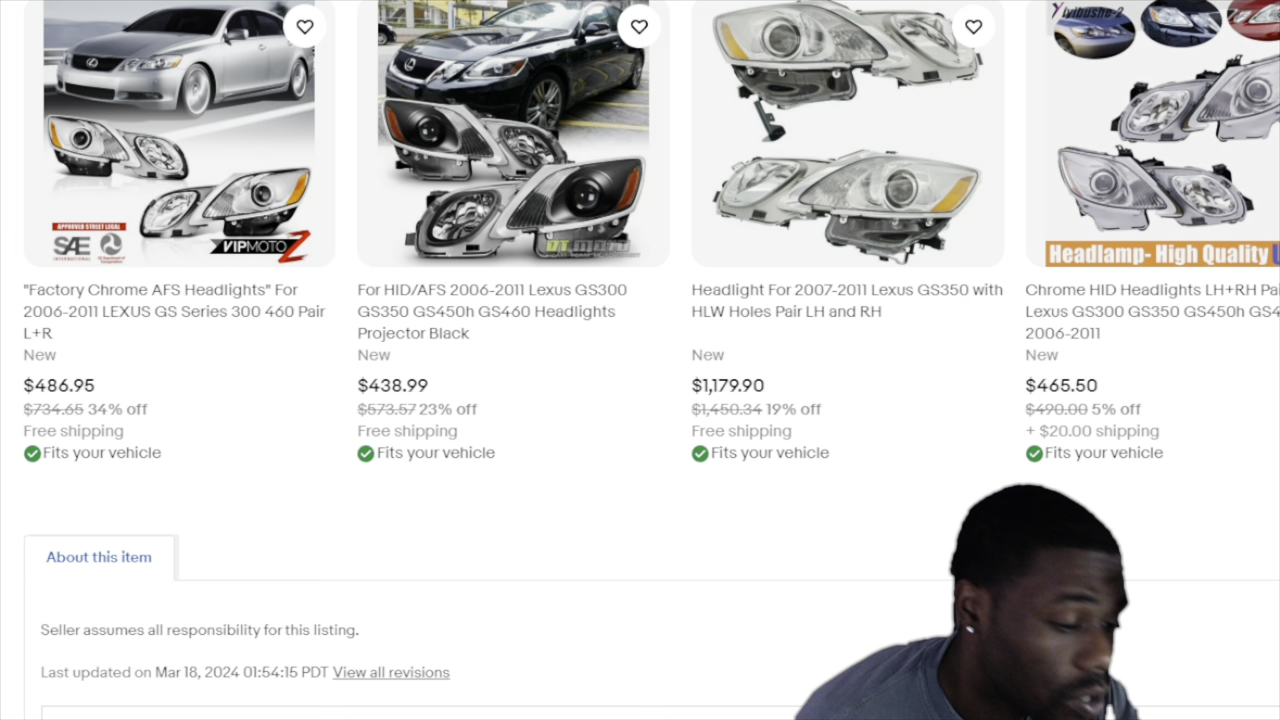 APPROVED STREET LEGAL
SAE
INTERNATIONAL
VIPMOTOZ
Headlamp- High Quality
"Factory Chrome AFS Headlights" For
2006-2011 LEXUS GS Series 300 460 Pair
L+R
New
$486.95
$734.65 34% off
Free shipping
Fits your vehicle
For HID/AFS 2006-2011 Lexus GS300
GS350 GS450h GS460 Headlights
Projector Black
New
$438.99
$573.57 23% off
Free shipping
Fits your vehicle
Headlight For 2007-2011 Lexus GS350 with
HLW Holes Pair LH and RH
New
$1,179.90
$1,450.34 19% off
Free shipping
Fits your vehicle
Chrome HID Headlights LH+RH Pai
Lexus GS300 GS350 GS450h GS4
2006-2011
New
$465.50
$490.00 5% off
+ $20.00 shipping
Fits your vehicle
About this item
Seller assumes all responsibility for this listing.
Last updated on Mar 18, 2024 01:54:15 PDT View all revisions